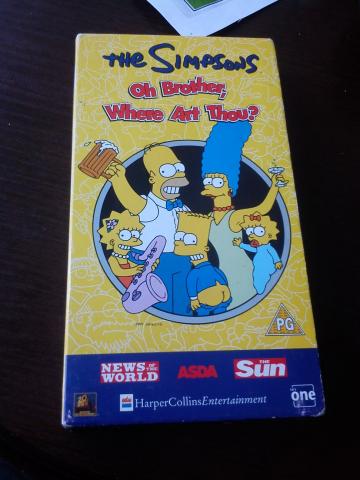 THE SIMPSONS
Oh Brother,
Where Art Thou?
PG
NEWS OF THE WORLD
ASDA
THE Sun
HarperCollinsEntertainment
one